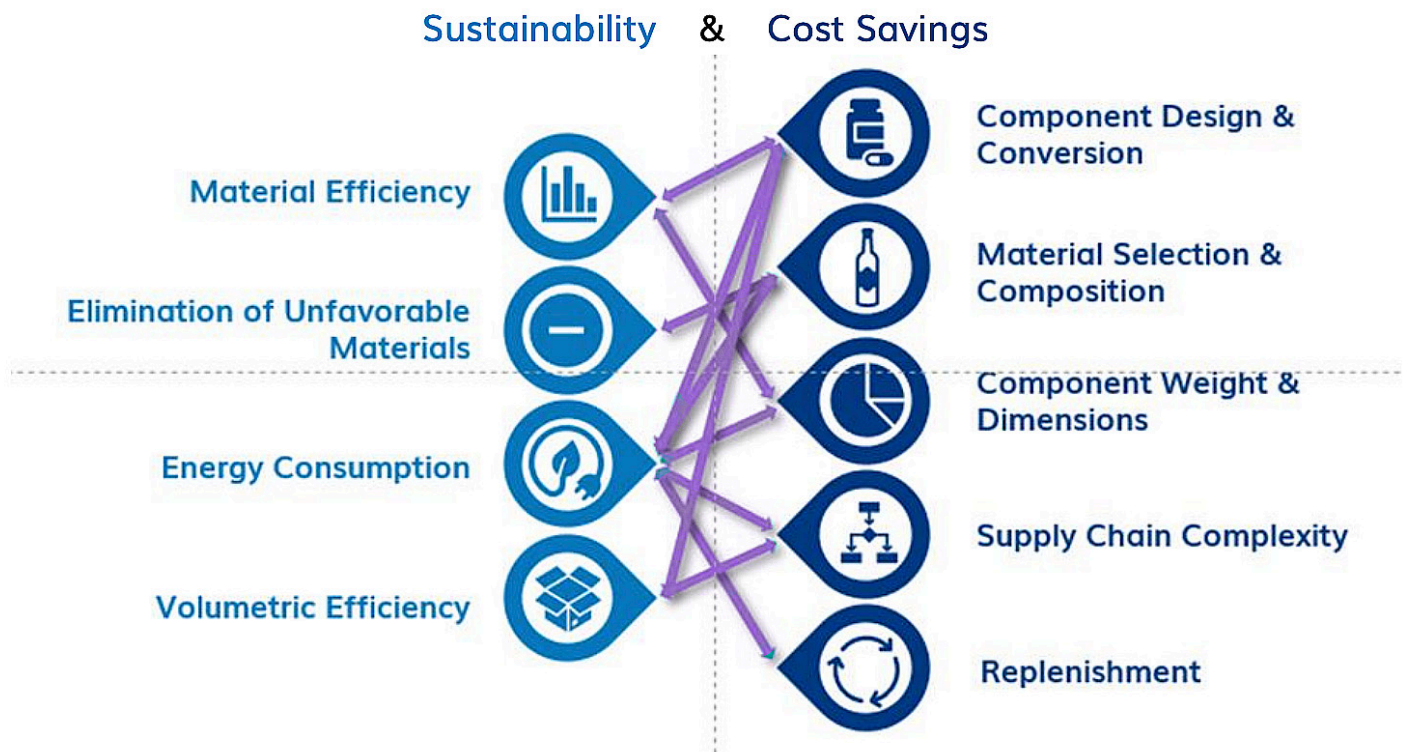 Sustainability & Cost Savings
Material Efficiency
Elimination of Unfavorable
Materials
Energy Consumption
Volumetric Efficiency
Component Design &
Conversion
Material Selection &
Composition
Component Weight &
Dimensions
Supply Chain Complexity
Replenishment